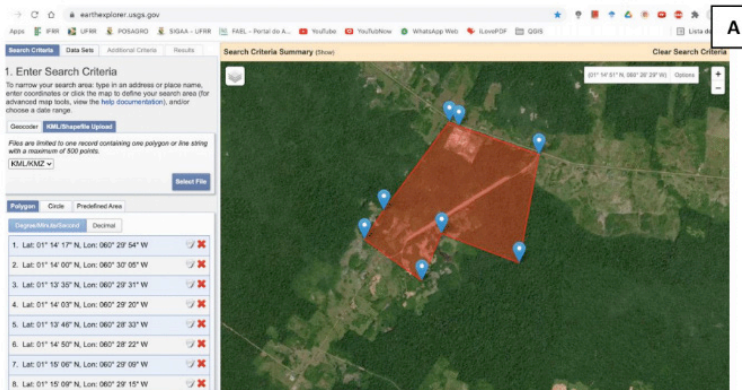 earthexplorer.usgs.gov
Apps IFRR UFRR POSAGRO SIGAA - UFRR FAEL - Portal do A... YouTube YouTubNow WhatsApp Web ILovePDF QGIS Lista de
A
Search Criteria Data Sets Additional Criteria Results
Search Criteria Summary (Show) Clear Search Criteria
1. Enter Search Criteria
To narrow your search area: type in an address or place name,
enter coordinates or click the map to define your search area (for
advanced map tools, view the help documentation), and/or
choose a date range.
Geocoder KML/Shapefile Upload
Files are limited to one record containing one polygon or line string
with a maximum of 500 points.
KML/KMZ
Select File
Polygon Circle Predefined Area
Degree/Minute/Second Decimal
1. Lat: 01° 14' 17" N, Lon: 060° 29' 54" W
2. Lat: 01° 14' 00" N, Lon: 060° 30' 05" W
3. Lat: 01° 13' 35" N, Lon: 060° 29' 31" W
4. Lat: 01° 14' 03" N, Lon: 060° 29' 20" W
5. Lat: 01° 13' 46" N, Lon: 060° 28' 33" W
6. Lat: 01° 14' 50" N, Lon: 060° 28' 22" W
7. Lat: 01° 15' 06" N, Lon: 060° 29' 09" W
8. Lat: 01° 15' 09" N, Lon: 060° 29' 15" W
(01° 14' 51" N, 060° 28' 29" W) Options
+
−